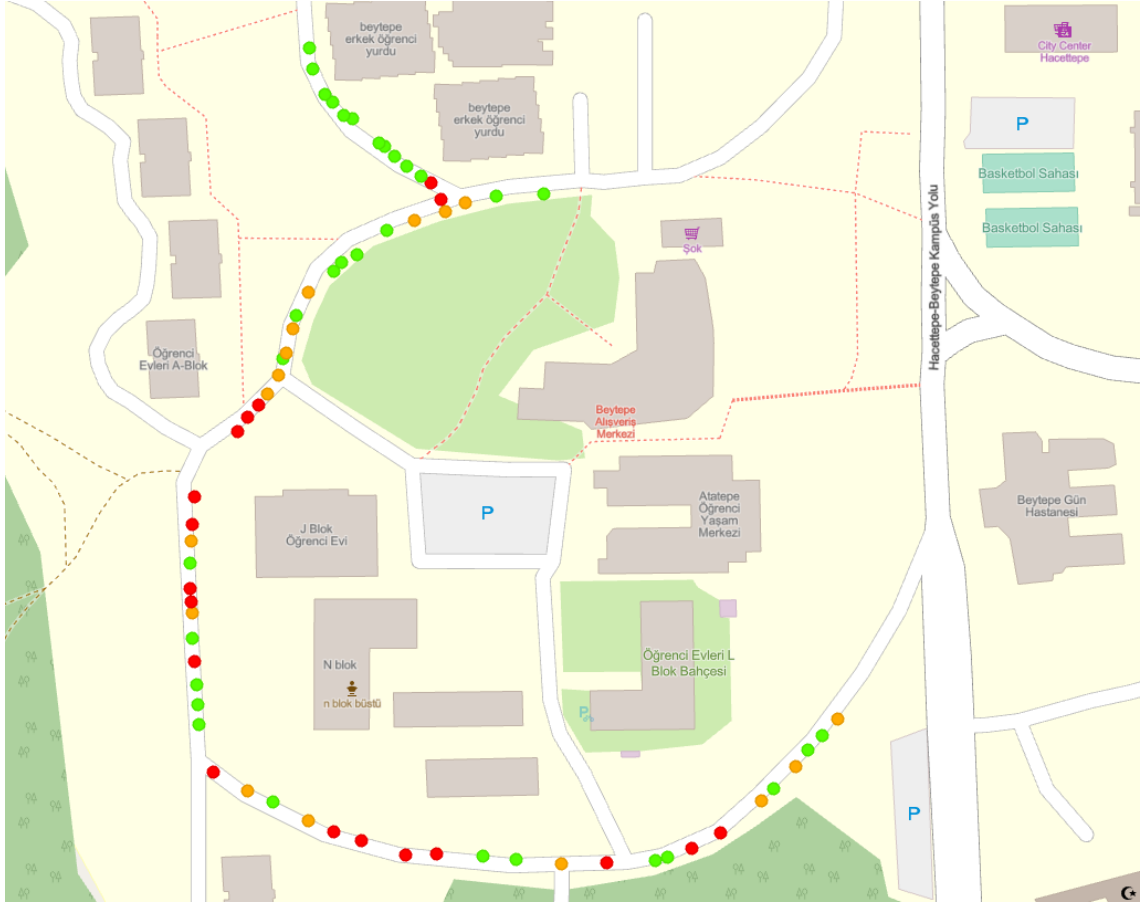 beytepe
erkek öğrenci
yurdu
City Center
Hacettepe
beytepe
erkek öğrenci
yurdu
P
Basketbol Sahası
Basketbol Sahası
Şok
Hacettepe-Beytepe Kampüs Yolu
Öğrenci
Evleri A-Blok
Beytepe
Alışveriş
Merkezi
Atatepe
Öğrenci
Yaşam
Merkezi
Beytepe Gün
Hastanesi
P
J Blok
Öğrenci Evi
Öğrenci Evleri L
Blok Bahçesi
N blok
n blok büstü
P
P